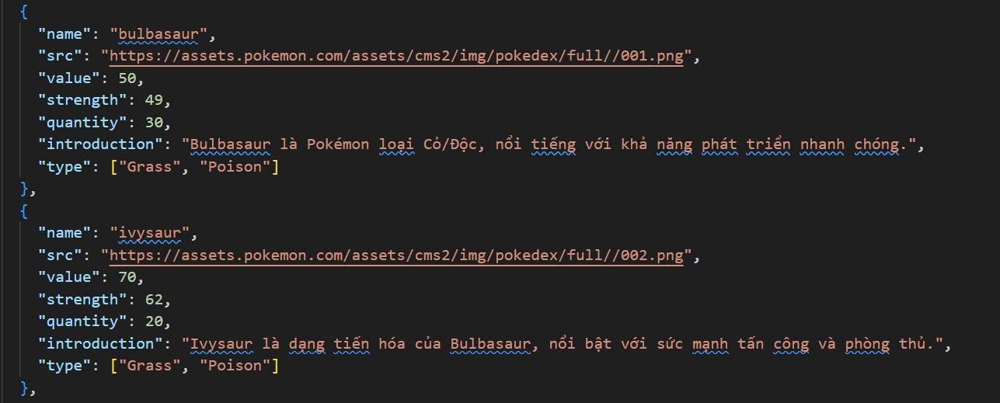 {
"name": "bulbasaur",
"src": "https://assets.pokemon.com/assets/cms2/img/pokedex/full//001.png",
"value": 50,
"strength": 49,
"quantity": 30,
"introduction": "Bulbasaur là Pokémon loại Cỏ/Độc, nổi tiếng với khả năng phát triển nhanh chóng.",
"type": ["Grass", "Poison"]
},
{
"name": "ivysaur",
"src": "https://assets.pokemon.com/assets/cms2/img/pokedex/full//002.png",
"value": 70,
"strength": 62,
"quantity": 20,
"introduction": "Ivysaur là dạng tiến hóa của Bulbasaur, nổi bật với sức mạnh tấn công và phòng thủ.",
"type": ["Grass", "Poison"]
},